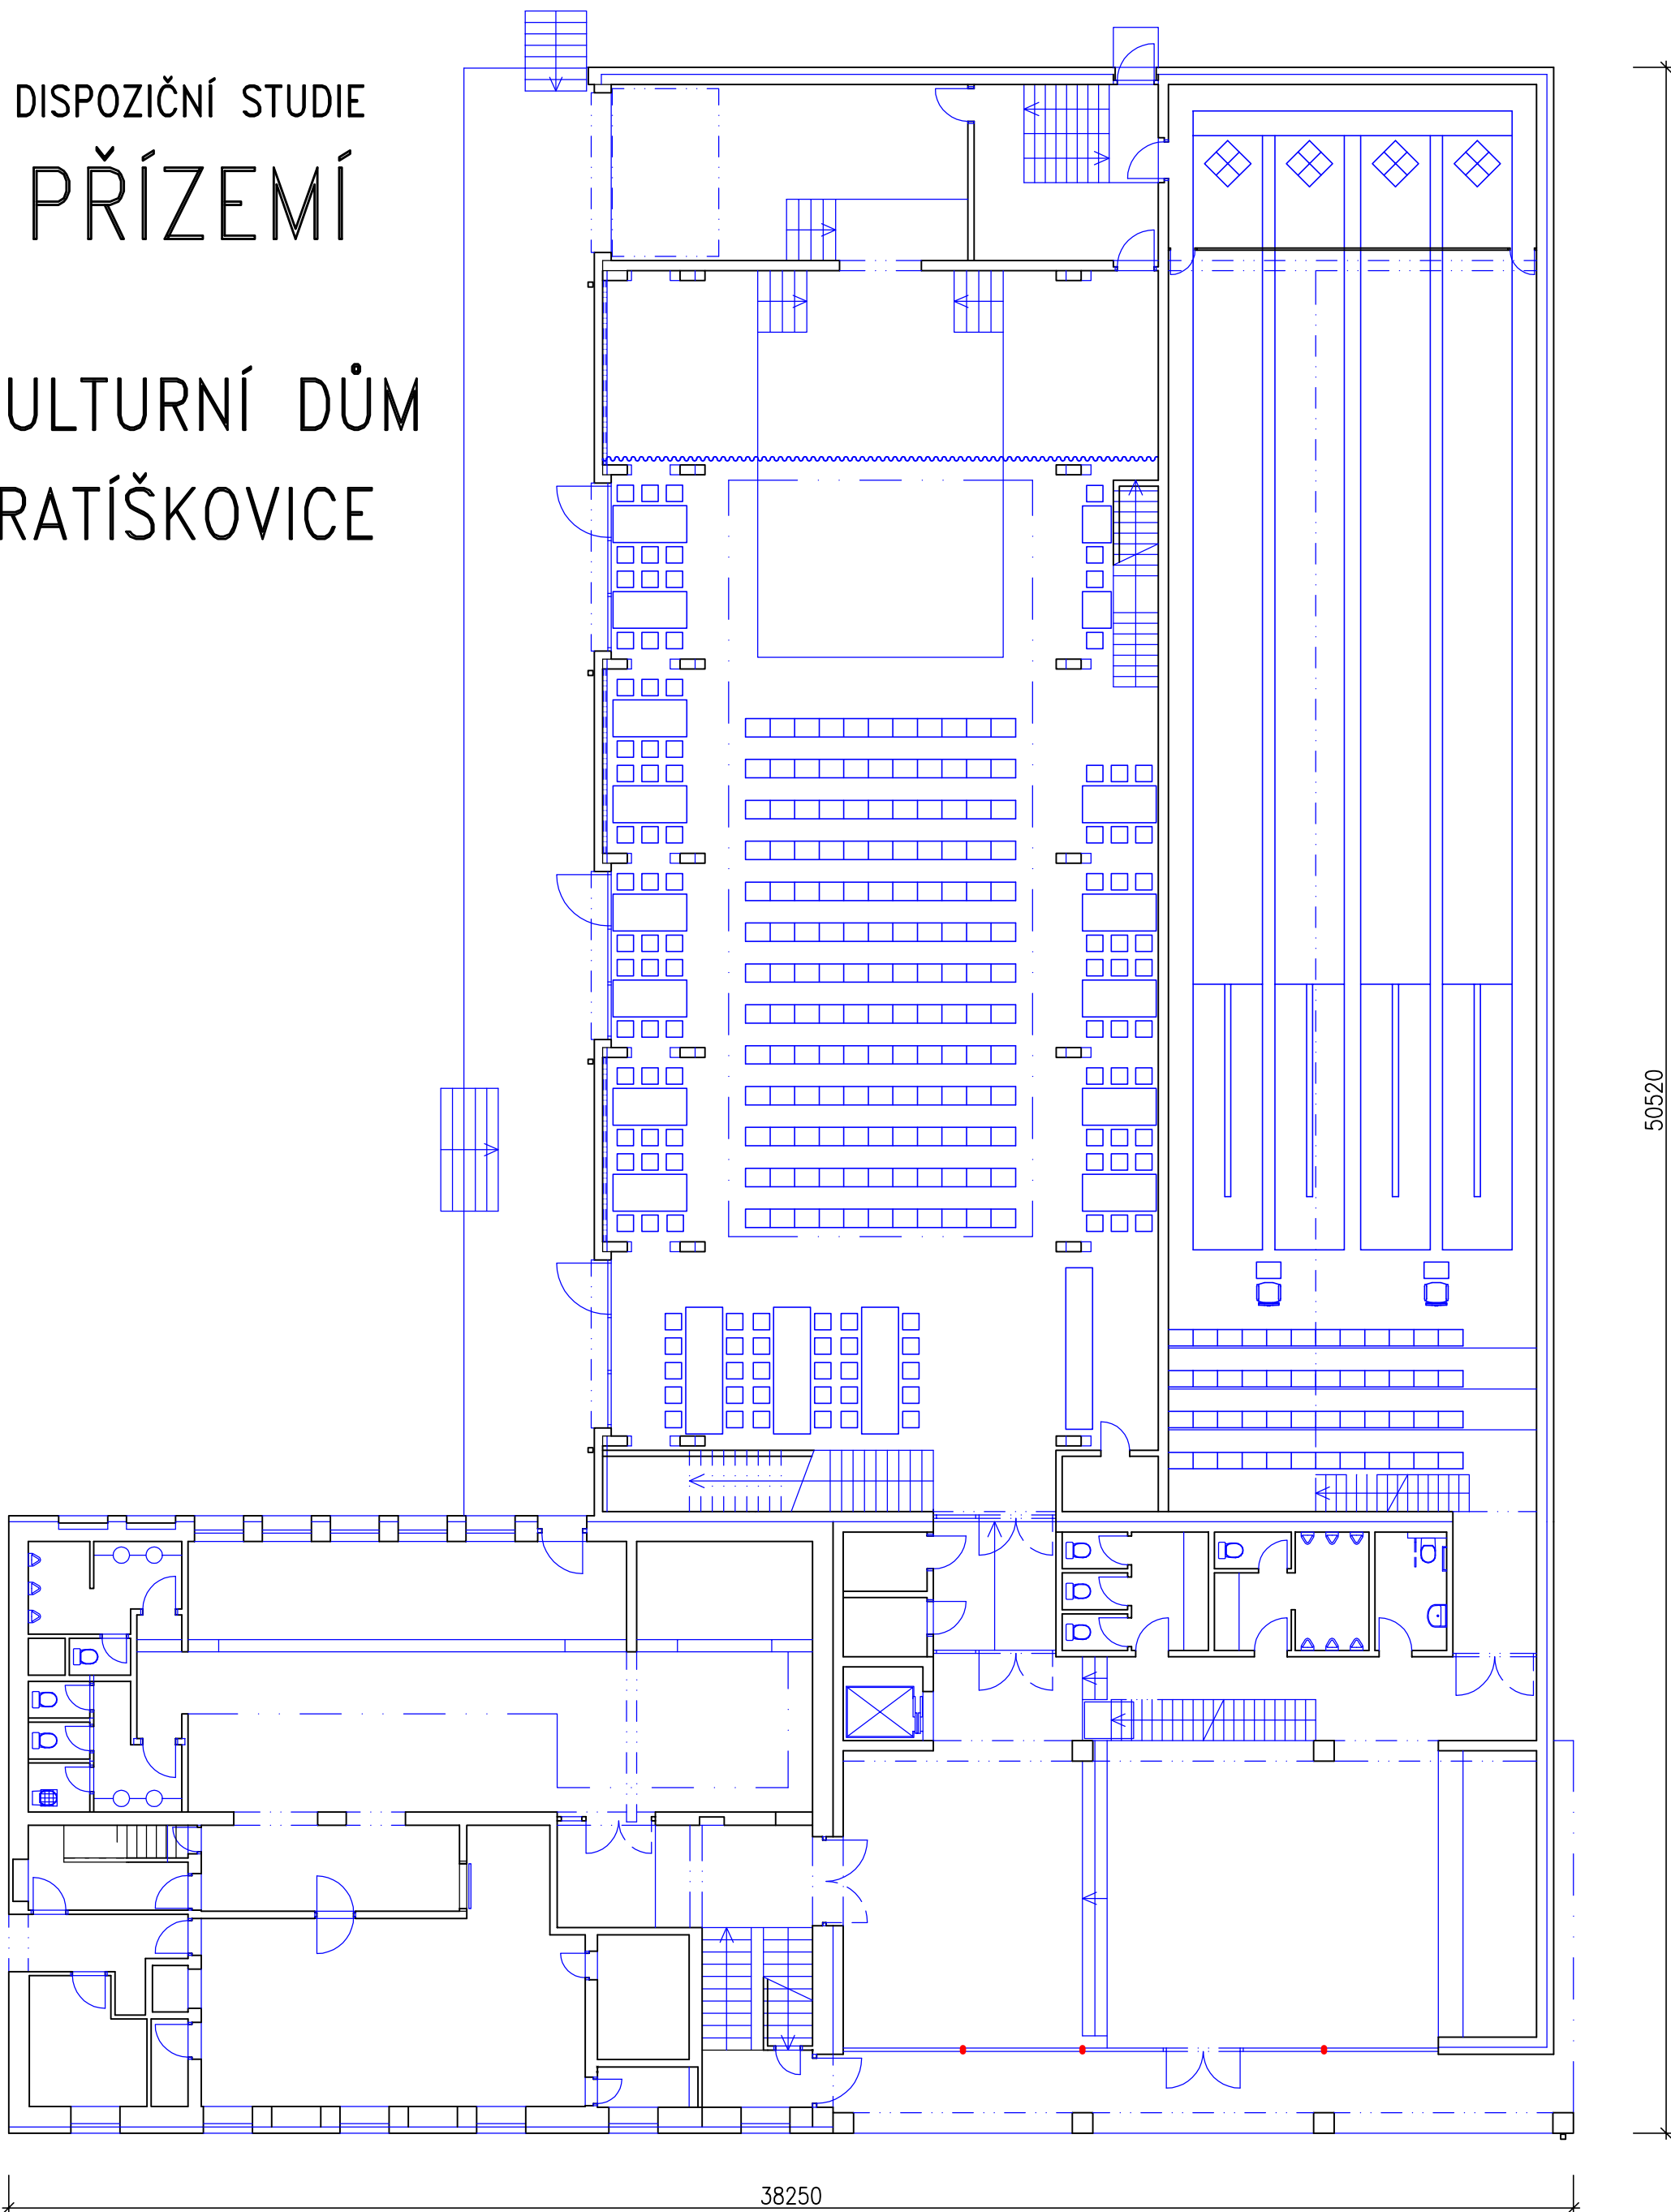 DISPOZIČNÍ STUDIE
PŘÍZEMÍ
ULTURNÍ DŮM
RATÍŠKOVICE
50520
38250